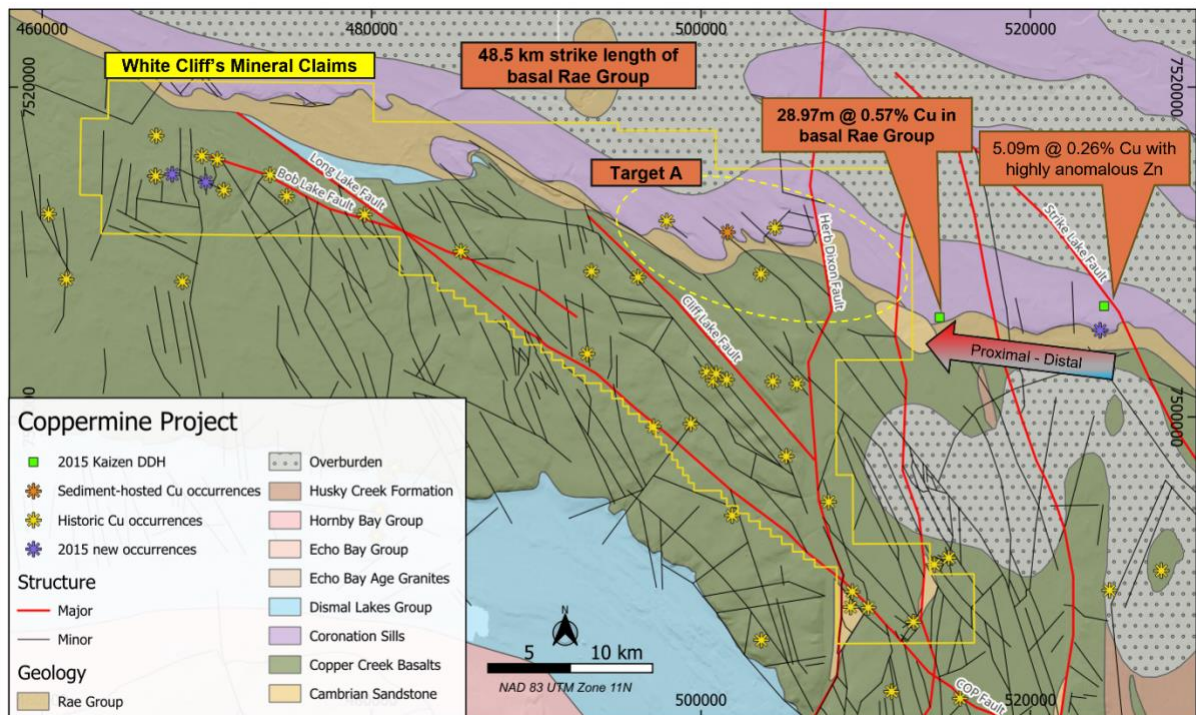 460000
480000
500000
520000
White Cliff's Mineral Claims
48.5 km strike length of
basal Rae Group
7520000
7520000
28.97m @ 0.57% Cu in
basal Rae Group
5.09m @ 0.26% Cu with
highly anomalous Zn
Target A
Long Lake Fault
Bob Lake Fault
Herb Dixon Fault
Strike Lake Fault
Cliff Lake Fault
Proximal - Distal
7500000
Coppermine Project
2015 Kaizen DDH
Sediment-hosted Cu occurrences
Historic Cu occurrences
2015 new occurrences
Structure
Major
Minor
Geology
Rae Group
Overburden
Husky Creek Formation
Hornby Bay Group
Echo Bay Group
Echo Bay Age Granites
Dismal Lakes Group
Coronation Sills
Copper Creek Basalts
Cambrian Sandstone
N
5 10 km
NAD 83 UTM Zone 11N
COP Fault
500000
520000